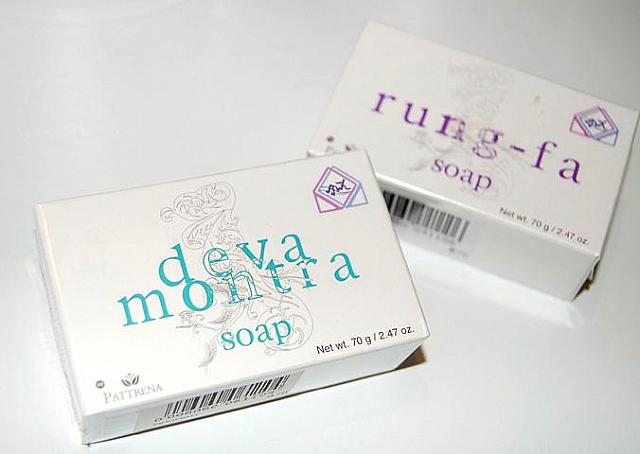 deva
montra
soap
Net wt. 70 g / 2.47 oz.
PATTRENA
rung-fa
soap
Net wt. 70 g / 2.47 oz.